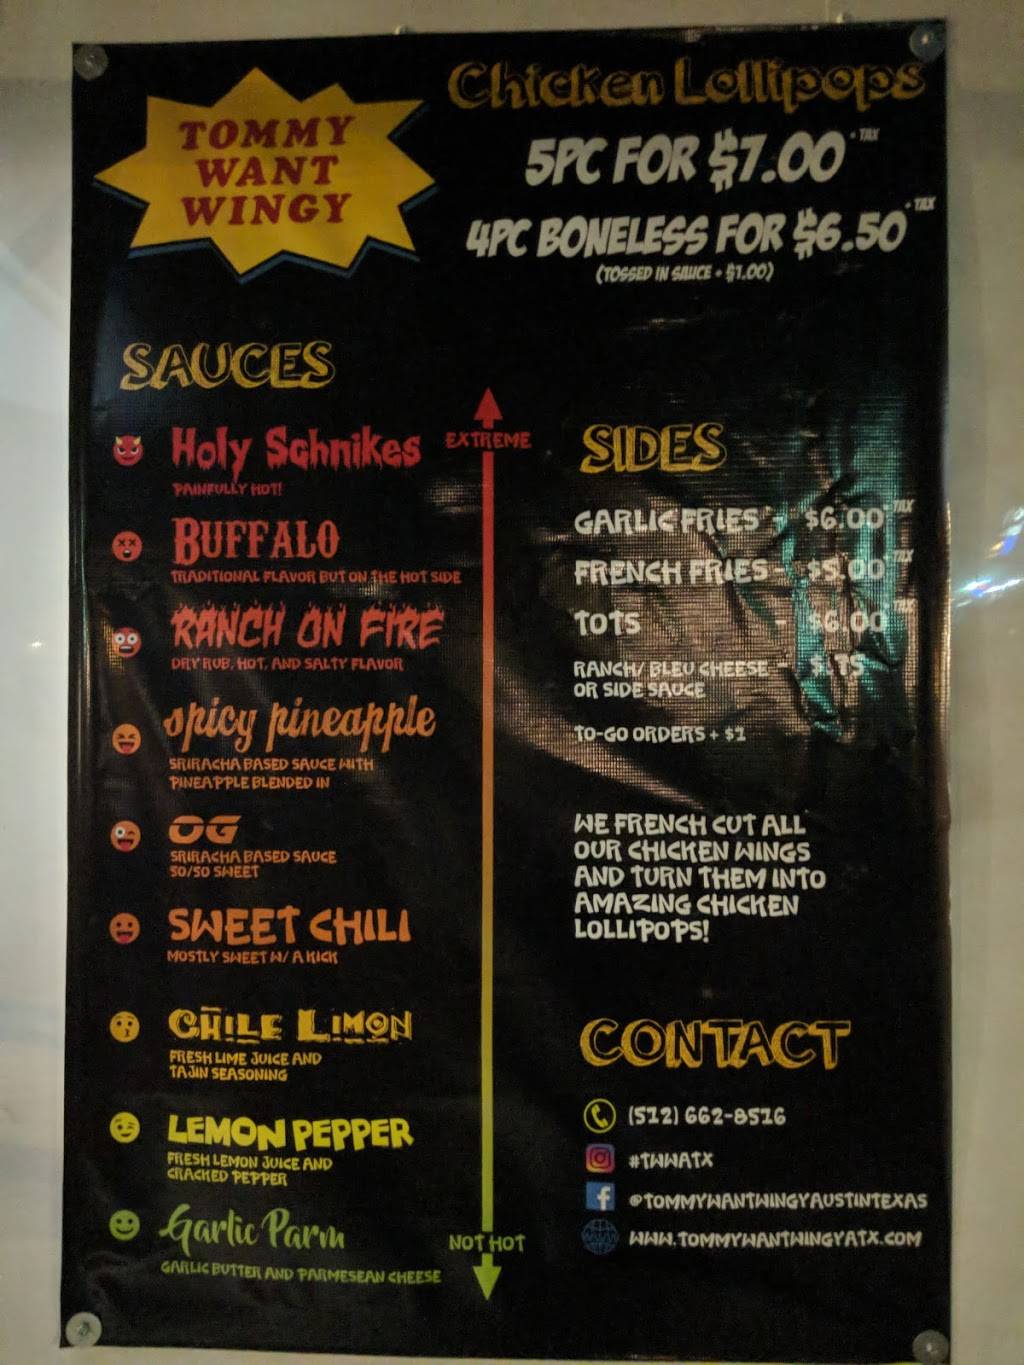 TOMMY
WANT
WINGY
Chicken Lollipops
5PC FOR $7.00 + TAX
4PC BONELESS FOR $6.50 + TAX
(TOSSED IN SAUCE + $1.00)
SAUCES
Holy Schnikes
PAINFULLY HOT!
BUFFALO
TRADITIONAL FLAVOR BUT ON THE HOT SIDE
RANCH ON FIRE
DRY RUB, HOT, AND SALTY FLAVOR
spicy pineapple
SRIRACHA BASED SAUCE WITH
PINEAPPLE BLENDED IN
OG
SRIRACHA BASED SAUCE
50/50 SWEET
SWEET CHILI
MOSTLY SWEET W/ A KICK
CHILE LIMON
FRESH LIME JUICE AND
TAJIN SEASONING
LEMON PEPPER
FRESH LEMON JUICE AND
CRACKED PEPPER
Garlic Parm
GARLIC BUTTER AND PARMESEAN CHEESE
EXTREME
NOT HOT
SIDES
GARLIC FRIES - $6.00 + TAX
FRENCH FRIES - $5.00 + TAX
TOTS - $6.00 + TAX
RANCH/ BLEU CHEESE - $.75
OR SIDE SAUCE
TO-GO ORDERS + $1
WE FRENCH CUT ALL
OUR CHICKEN WINGS
AND TURN THEM INTO
AMAZING CHICKEN
LOLLIPOPS!
CONTACT
(512) 662-8516
#TWWATX
@TOMMYWANTWINGYAUSTINTEXAS
WWW.TOMMYWANTWINGYATX.COM